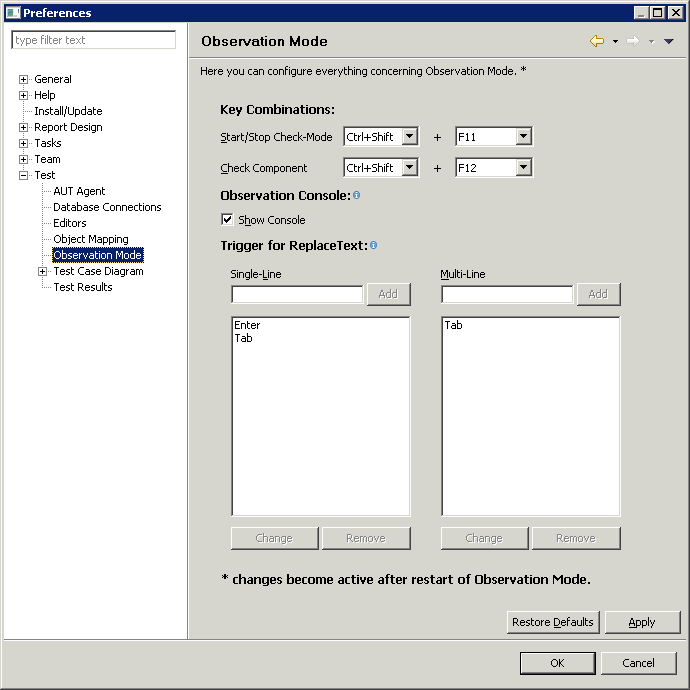 Preferences
type filter text
General
Help
Install/Update
Report Design
Tasks
Team
Test
AUT Agent
Database Connections
Editors
Object Mapping
Observation Mode
Test Case Diagram
Test Results
Observation Mode
Here you can configure everything concerning Observation Mode. *
Key Combinations:
Start/Stop Check-Mode Ctrl+Shift + F11
Check Component Ctrl+Shift + F12
Observation Console:
Show Console
Trigger for ReplaceText:
Single-Line Multi-Line
Add Add
Enter Tab
Tab
Change Remove Change Remove
* changes become active after restart of Observation Mode.
Restore Defaults Apply
OK Cancel